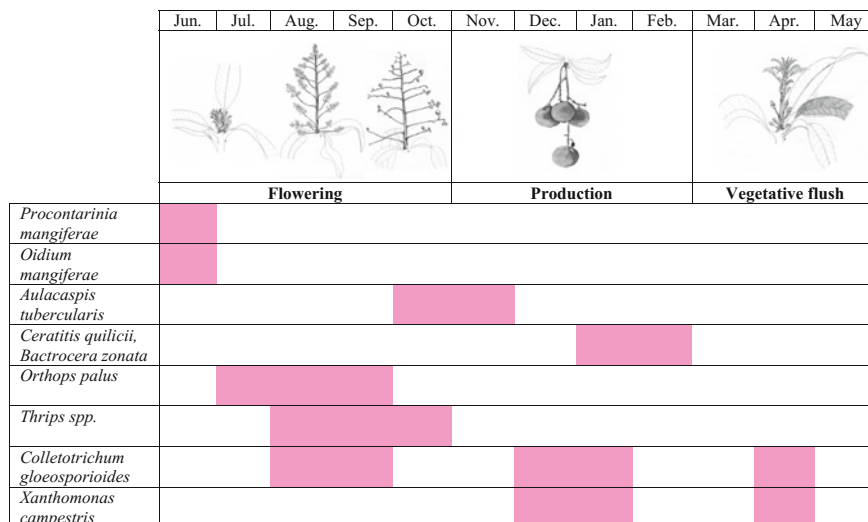 Jun. Jul. Aug. Sep. Oct. Nov. Dec. Jan. Feb. Mar. Apr. May
Flowering Production Vegetative flush
Procontarinia
mangiferae
Oidium
mangiferae
Aulacaspis
tubercularis
Ceratitis quilicii,
Bactrocera zonata
Orthops palus
Thrips spp.
Colletotrichum
gloeosporioides
Xanthomonas
campestris